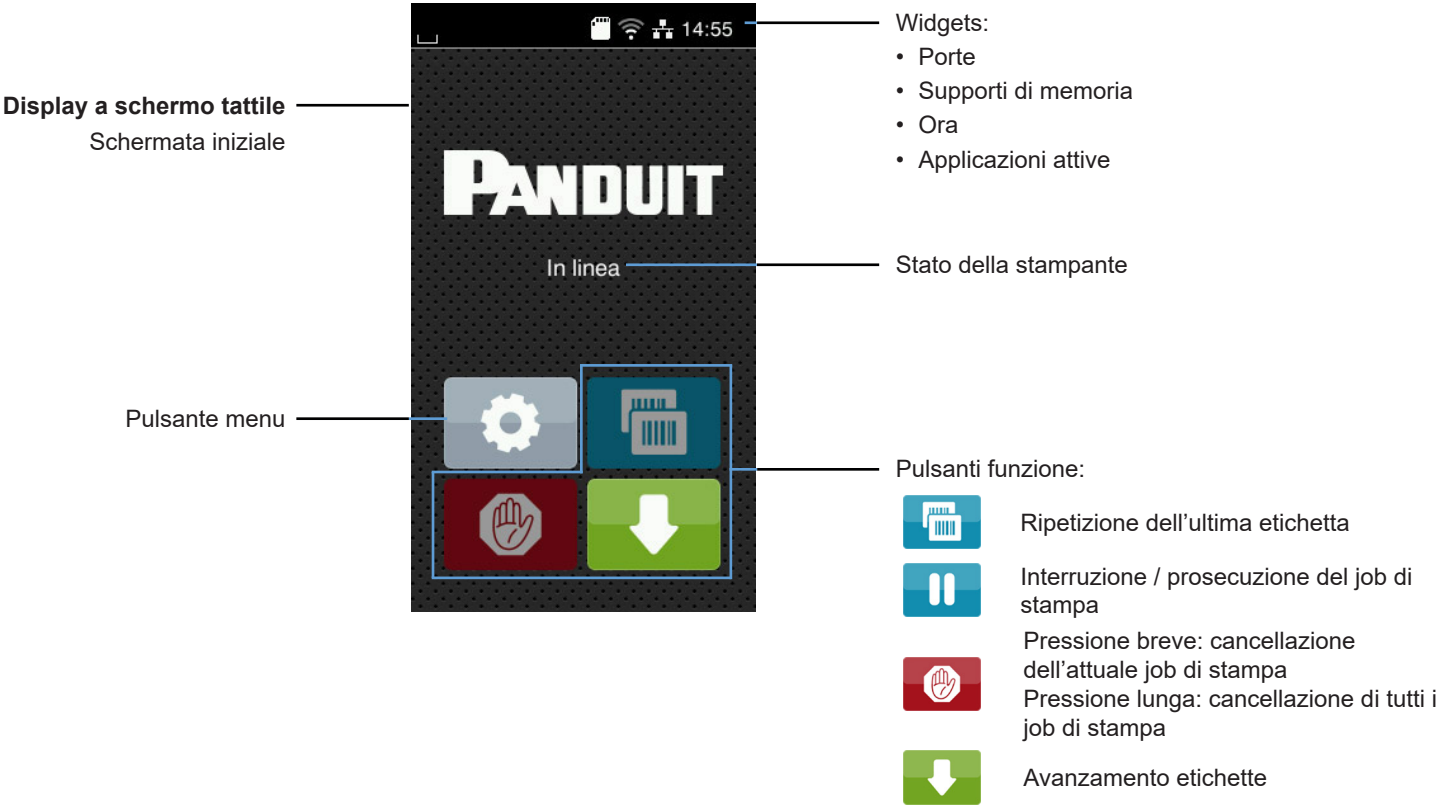 14:55
Display a schermo tattile
Schermata iniziale
PANDUIT
In linea
Pulsante menu
Widgets:
• Porte
• Supporti di memoria
• Ora
• Applicazioni attive
Stato della stampante
Pulsanti funzione:
Ripetizione dell’ultima etichetta
Interruzione / prosecuzione del job di
stampa
Pressione breve: cancellazione
dell’attuale job di stampa
Pressione lunga: cancellazione di tutti i
job di stampa
Avanzamento etichette